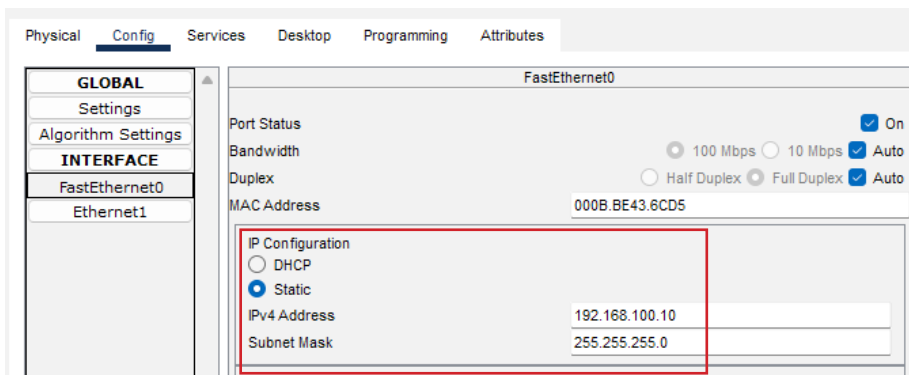 Physical Config Services Desktop Programming Attributes
GLOBAL
Settings
Algorithm Settings
INTERFACE
FastEthernet0
Ethernet1
FastEthernet0
Port Status On
Bandwidth 100 Mbps 10 Mbps Auto
Duplex Half Duplex Full Duplex Auto
MAC Address 000B.BE43.6CD5
IP Configuration
DHCP
Static
IPv4 Address 192.168.100.10
Subnet Mask 255.255.255.0